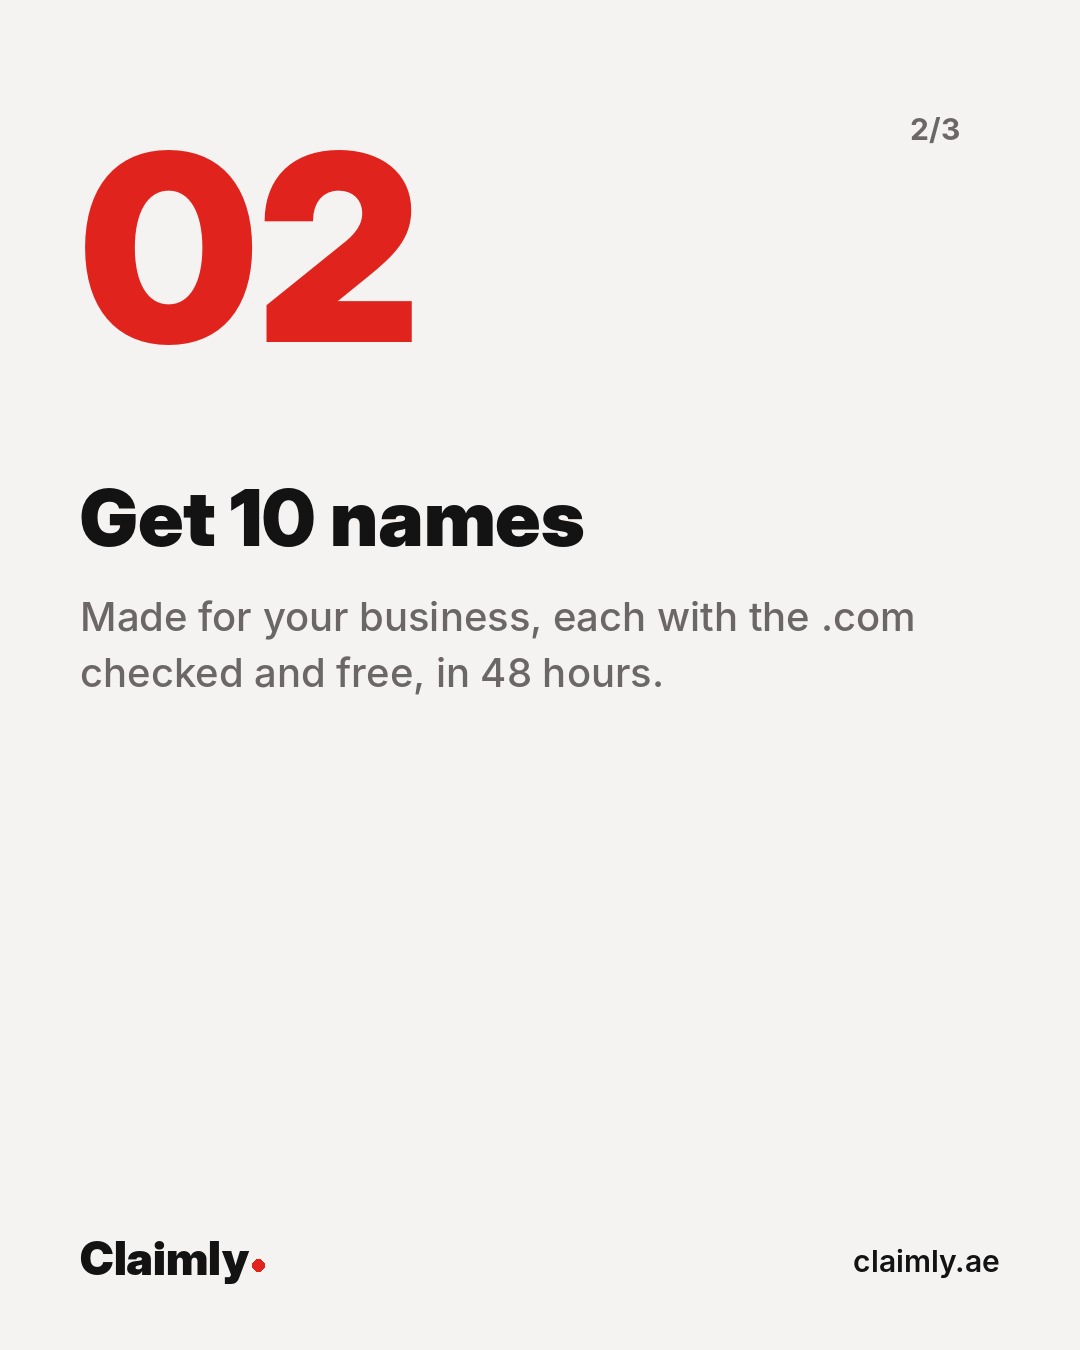 2/3
02
Get 10 names
Made for your business, each with the .com
checked and free, in 48 hours.
Claimly.
claimly.ae